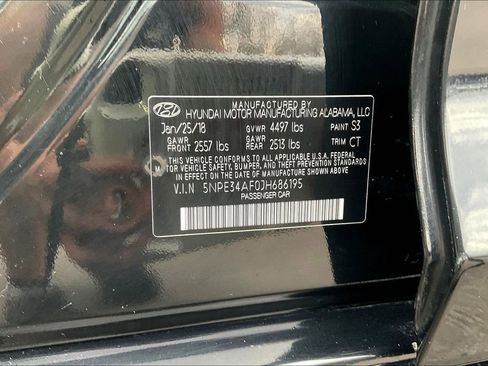 MANUFACTURED BY
HYUNDAI MOTOR MANUFACTURING ALABAMA, LLC
Jan/25/18 GVWR 4497 lbs PAINT S3
GAWR FRONT 2557 lbs GAWR REAR 2513 lbs TRIM CT
THIS VEHICLE CONFORMS TO ALL APPLICABLE U.S. FEDERAL
MOTOR VEHICLE SAFETY, BUMPER, AND THEFT PREVENTION
STANDARDS IN EFFECT ON THE DATE OF MANUFACTURE SHOWN
ABOVE.
V.I.N 5NPE34AF0JH686195
PASSENGER CAR